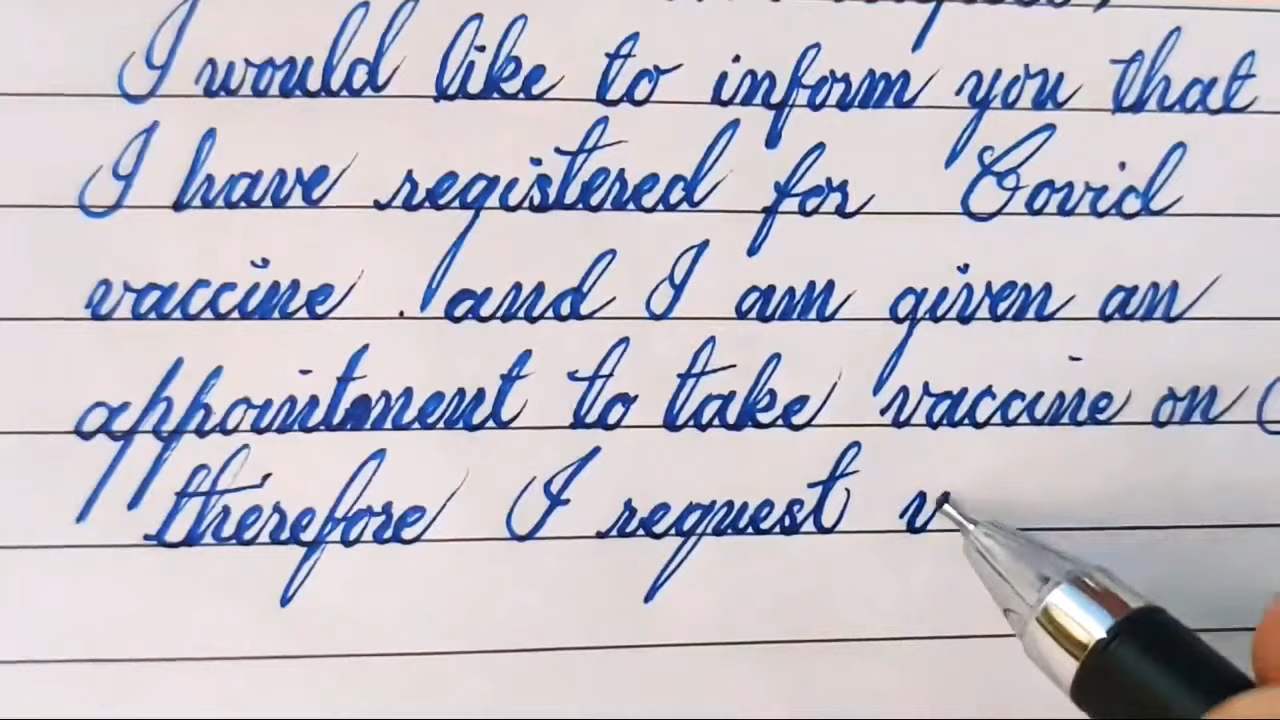 I would like to inform you that
I have registered for Covid
vaccine . and I am given an
appointment to take vaccine on
therefore I request